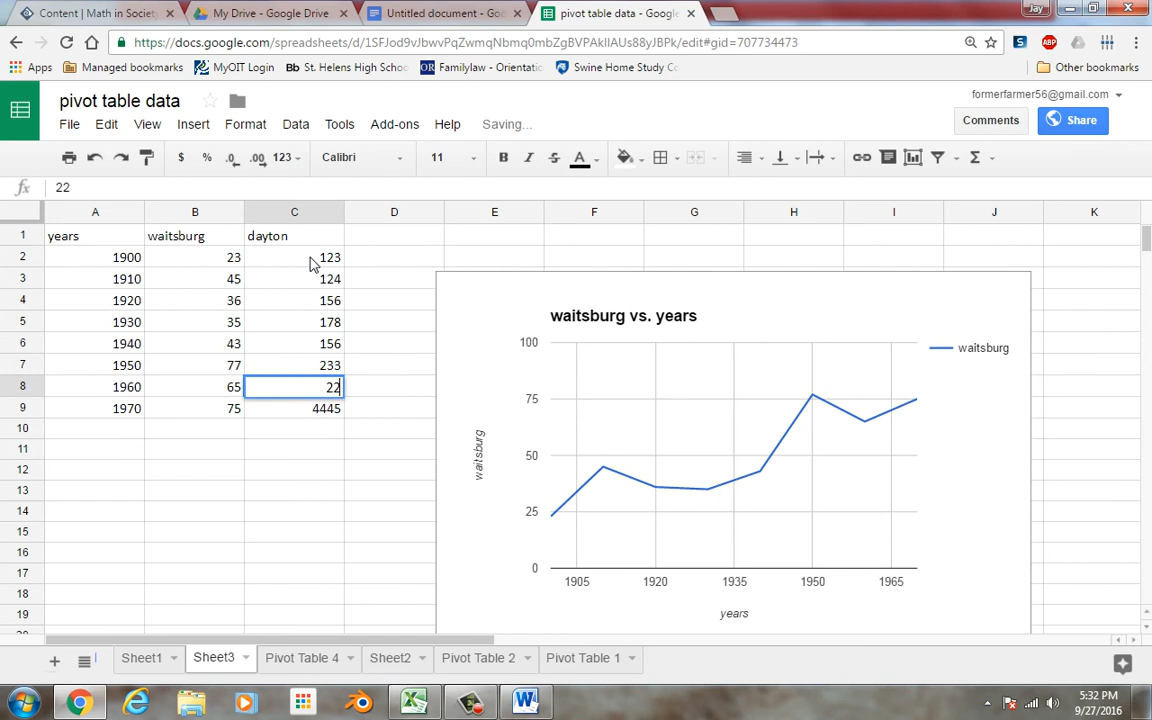 Content | Math in Society
My Drive - Google Drive
Untitled document - Goo
pivot table data - Google
Jay
https://docs.google.com/spreadsheets/d/1SFJod9vJbwvPqZwmqNbmq0mbZgBVPAkIlAUs88yJBPk/edit#gid=707734473
Apps
Managed bookmarks
MyOIT Login
Bb St. Helens High Schoo
OR Familylaw - Orientatio
Swine Home Study Co
Other bookmarks
pivot table data
formerfarmer56@gmail.com
File Edit View Insert Format Data Tools Add-ons Help Saving...
Comments
Share
$ % .0 .00 123 Calibri 11 B I S A Σ
fx 22
A B C D E F G H I J K
1 years waitsburg dayton
2 1900 23 123
3 1910 45 124
4 1920 36 156
5 1930 35 178
6 1940 43 156
7 1950 77 233
8 1960 65 22
9 1970 75 4445
10
11
12
13
14
15
16
17
18
19
waitsburg vs. years
waitsburg
100
75
50
25
0
waitsburg
1905 1920 1935 1950 1965
years
Sheet1 Sheet3 Pivot Table 4 Sheet2 Pivot Table 2 Pivot Table 1
5:32 PM
9/27/2016